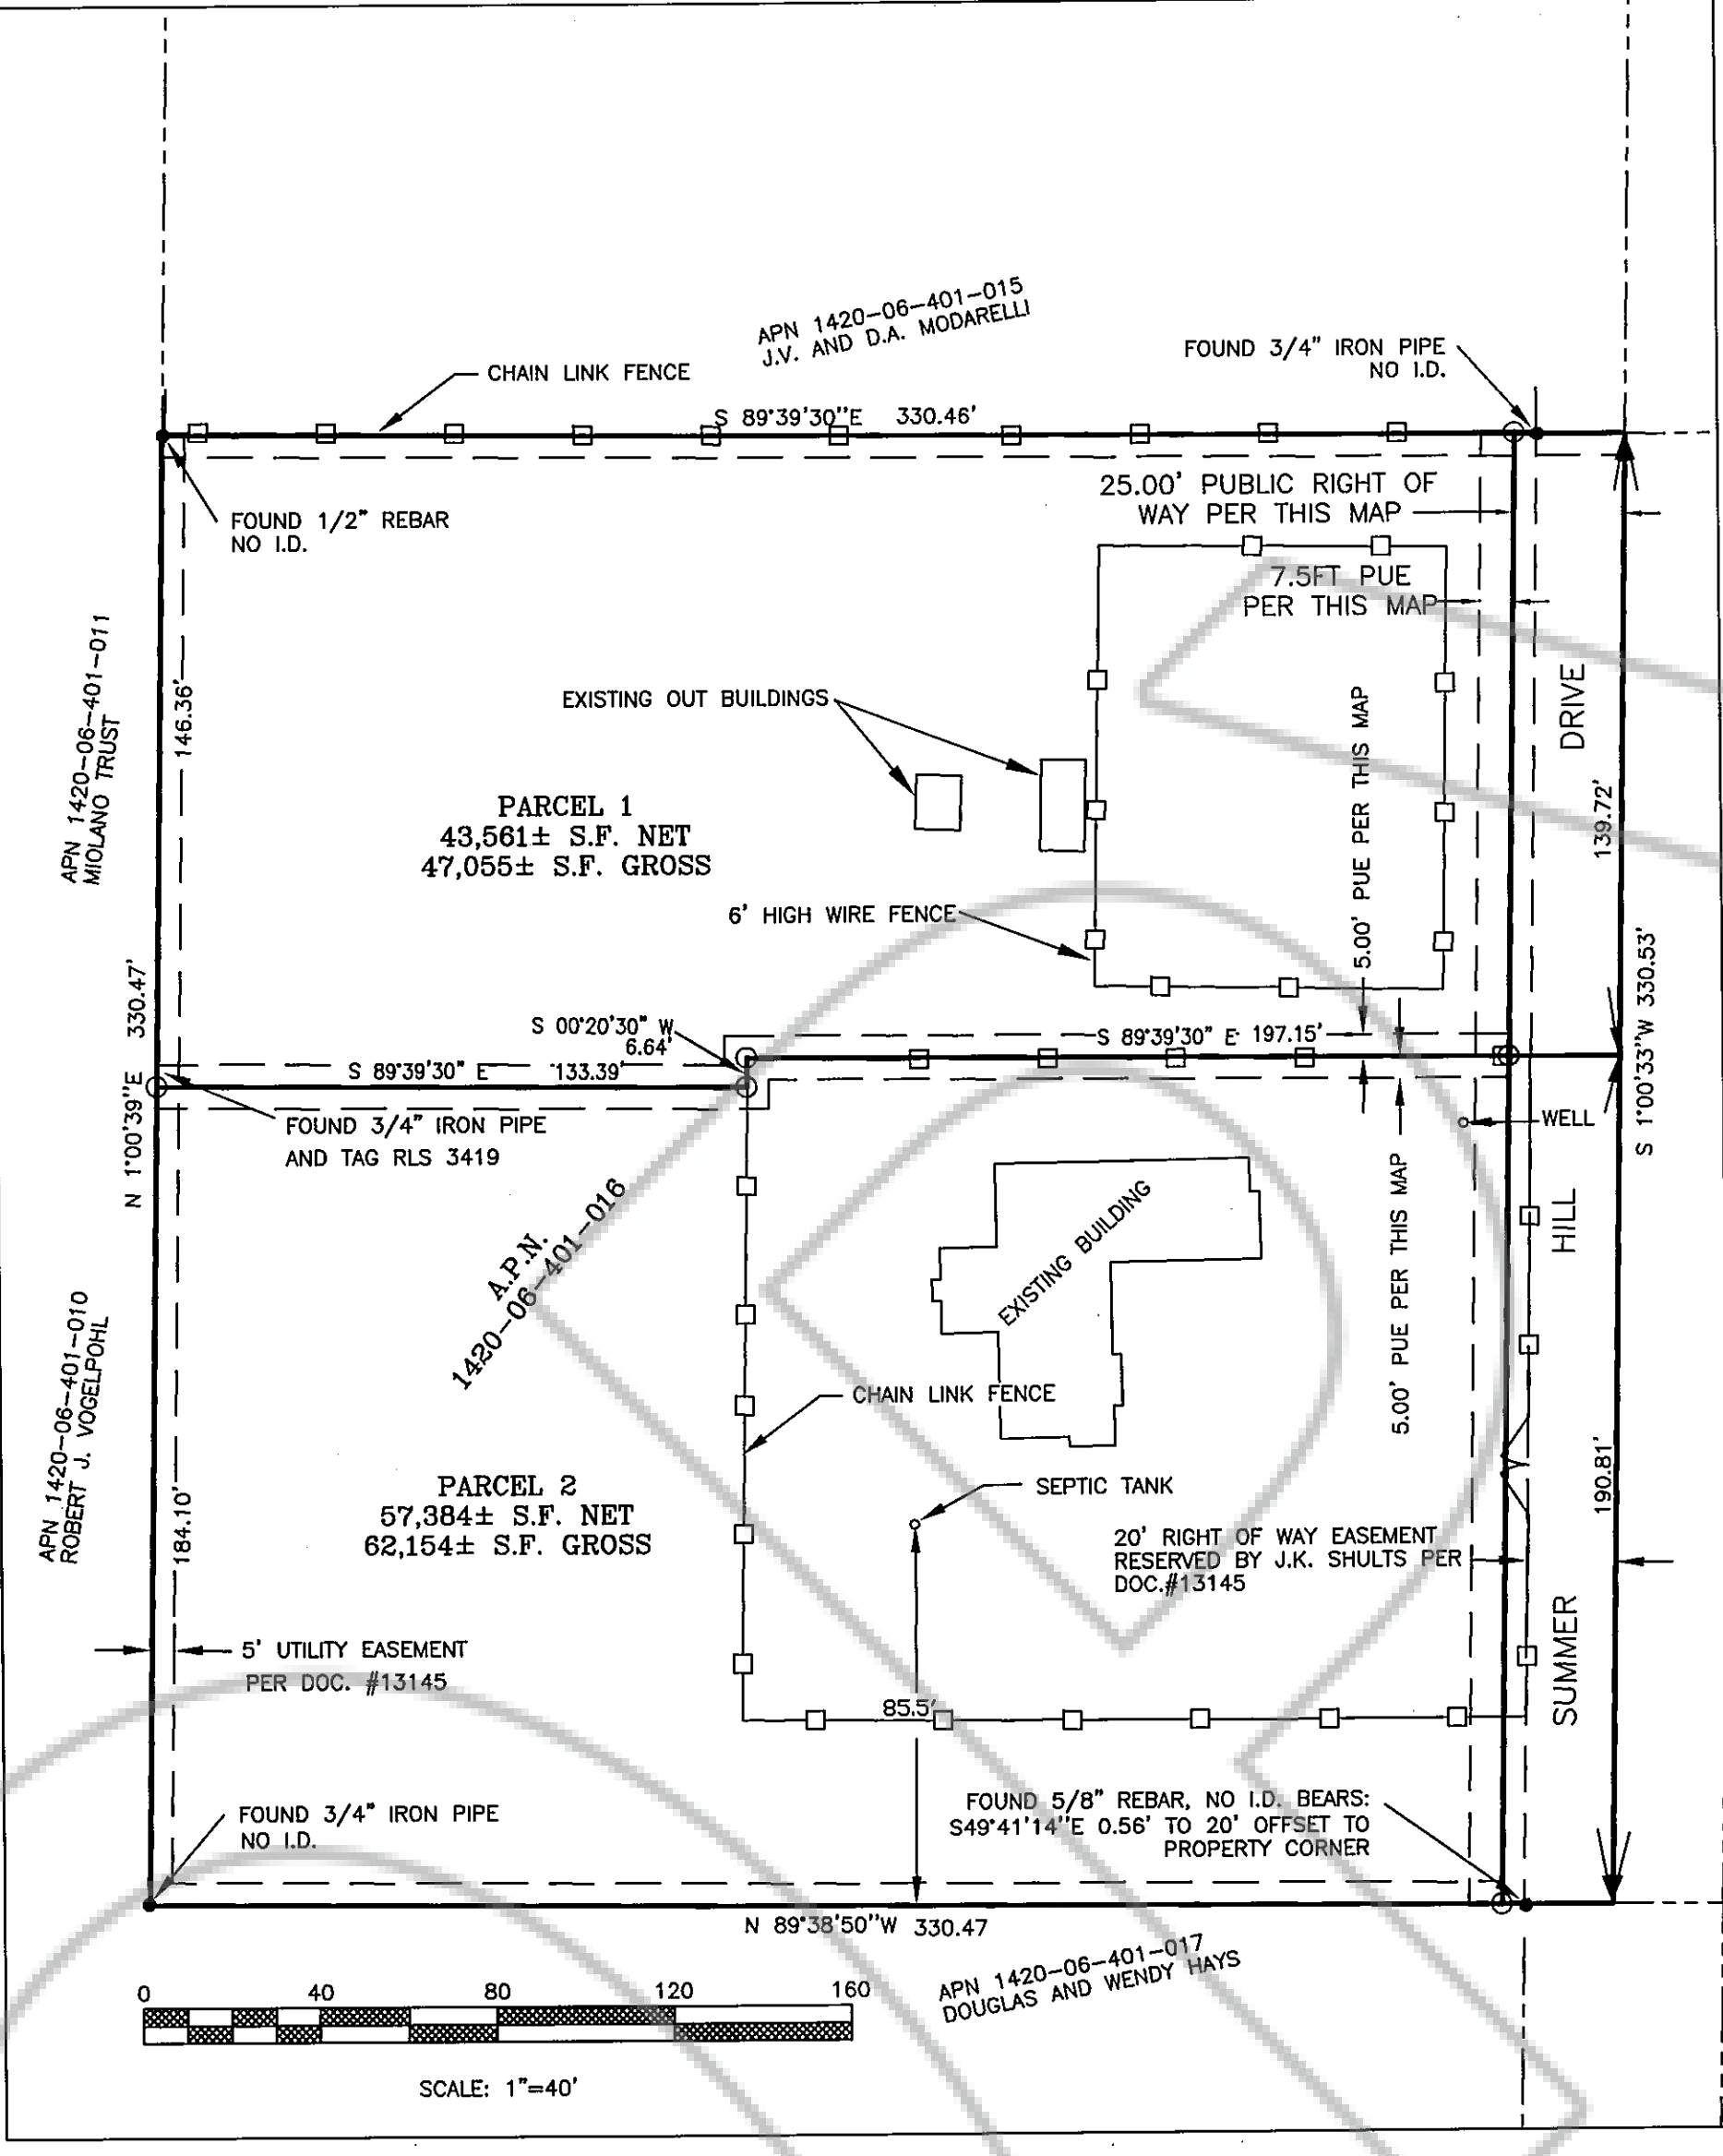 APN 1420-06-401-015
J.V. AND D.A. MODARELLI
FOUND 3/4" IRON PIPE
NO I.D.
CHAIN LINK FENCE
S 89°39'30"E 330.46'
25.00' PUBLIC RIGHT OF
WAY PER THIS MAP
FOUND 1/2" REBAR
NO I.D.
7.5FT PUE
PER THIS MAP
APN 1420-06-401-011
MIOLANO TRUST
146.36'
EXISTING OUT BUILDINGS
5.00' PUE PER THIS MAP
DRIVE
139.72'
PARCEL 1
43,561± S.F. NET
47,055± S.F. GROSS
6' HIGH WIRE FENCE
N 1°00'39"E 330.47'
S 00°20'30" W
6.64'
S 89°39'30" E 197.15'
S 1°00'33"W 330.53'
S 89°39'30" E 133.39'
FOUND 3/4" IRON PIPE
AND TAG RLS 3419
WELL
A.P.N.
1420-06-401-016
EXISTING BUILDING
5.00' PUE PER THIS MAP
HILL
APN 1420-06-401-010
ROBERT J. VOGELPOHL
CHAIN LINK FENCE
184.10'
PARCEL 2
57,384± S.F. NET
62,154± S.F. GROSS
SEPTIC TANK
190.81'
20' RIGHT OF WAY EASEMENT
RESERVED BY J.K. SHULTS PER
DOC.#13145
SUMMER
5' UTILITY EASEMENT
PER DOC. #13145
85.5'
FOUND 3/4" IRON PIPE
NO I.D.
FOUND 5/8" REBAR, NO I.D. BEARS:
S49°41'14"E 0.56' TO 20' OFFSET TO
PROPERTY CORNER
N 89°38'50"W 330.47
APN 1420-06-401-017
DOUGLAS AND WENDY HAYS
0 40 80 120 160
SCALE: 1"=40'